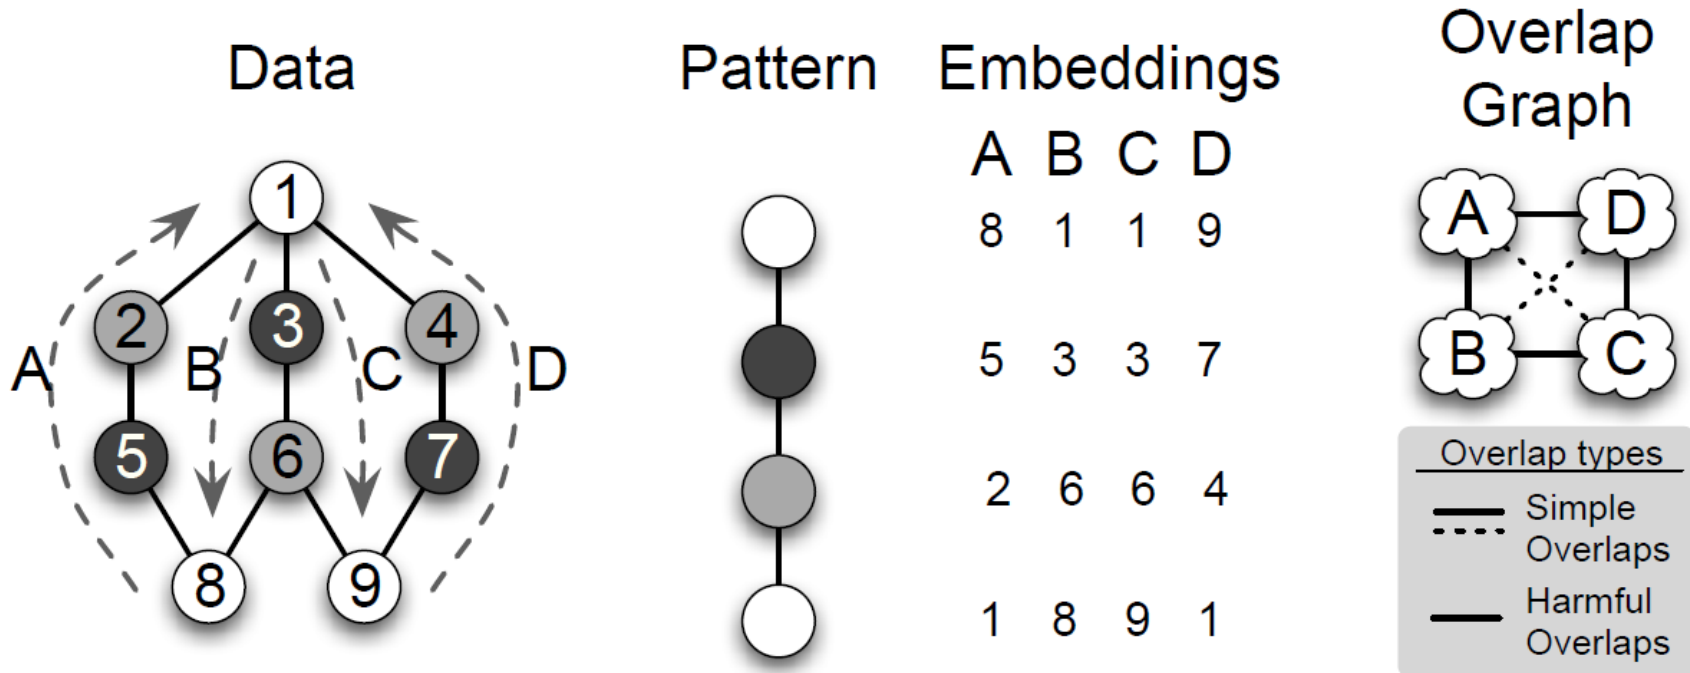 Data
1
2 3 4
A B C D
5 6 7
8 9
Pattern
Embeddings
A B C D
8 1 1 9
5 3 3 7
2 6 6 4
1 8 9 1
Overlap
Graph
A D
B C
Overlap types
Simple
Overlaps
Harmful
Overlaps